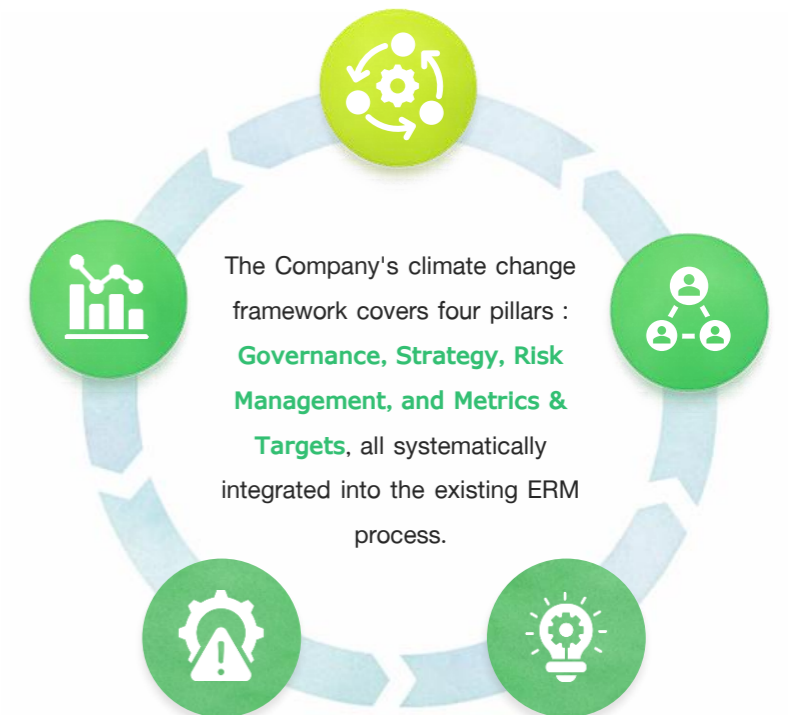 The Company's climate change
framework covers four pillars :
Governance, Strategy, Risk
Management, and Metrics &
Targets, all systematically
integrated into the existing ERM
process.